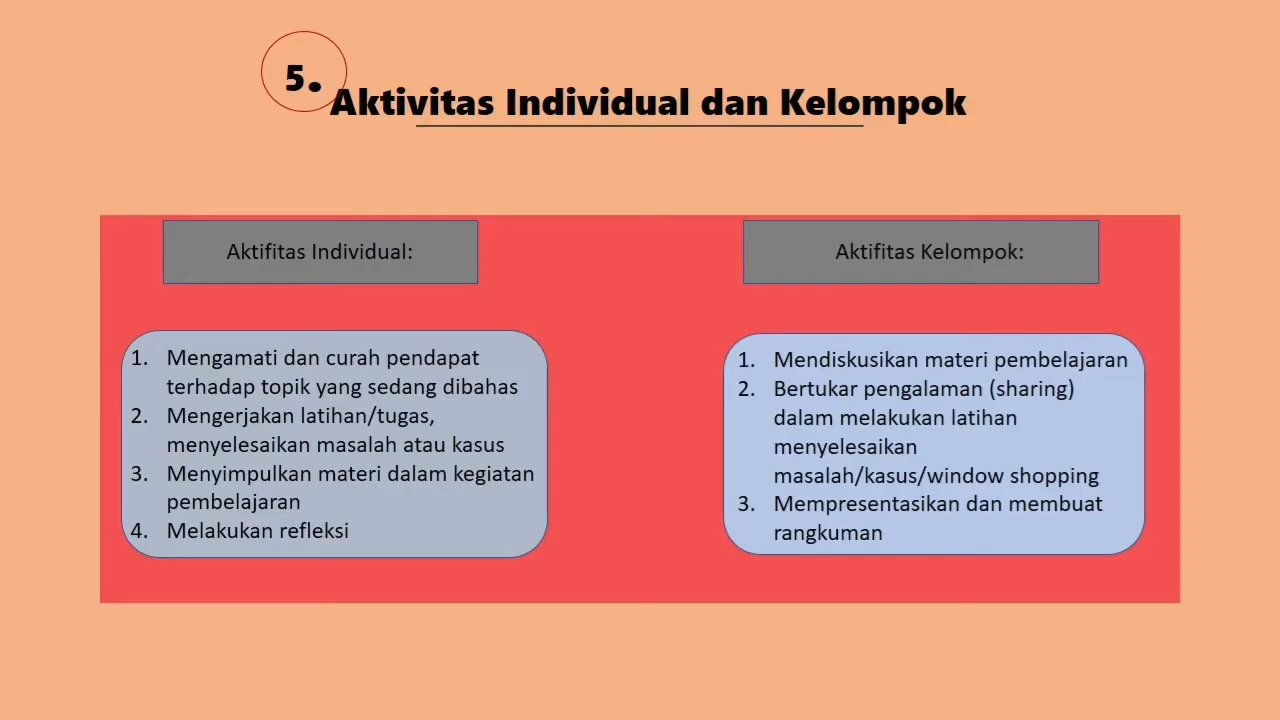 5.
Aktivitas Individual dan Kelompok
Aktifitas Individual:
1. Mengamati dan curah pendapat
terhadap topik yang sedang dibahas
2. Mengerjakan latihan/tugas,
menyelesaikan masalah atau kasus
3. Menyimpulkan materi dalam kegiatan
pembelajaran
4. Melakukan refleksi
Aktifitas Kelompok:
1. Mendiskusikan materi pembelajaran
2. Bertukar pengalaman (sharing)
dalam melakukan latihan
menyelesaikan
masalah/kasus/window shopping
3. Mempresentasikan dan membuat
rangkuman